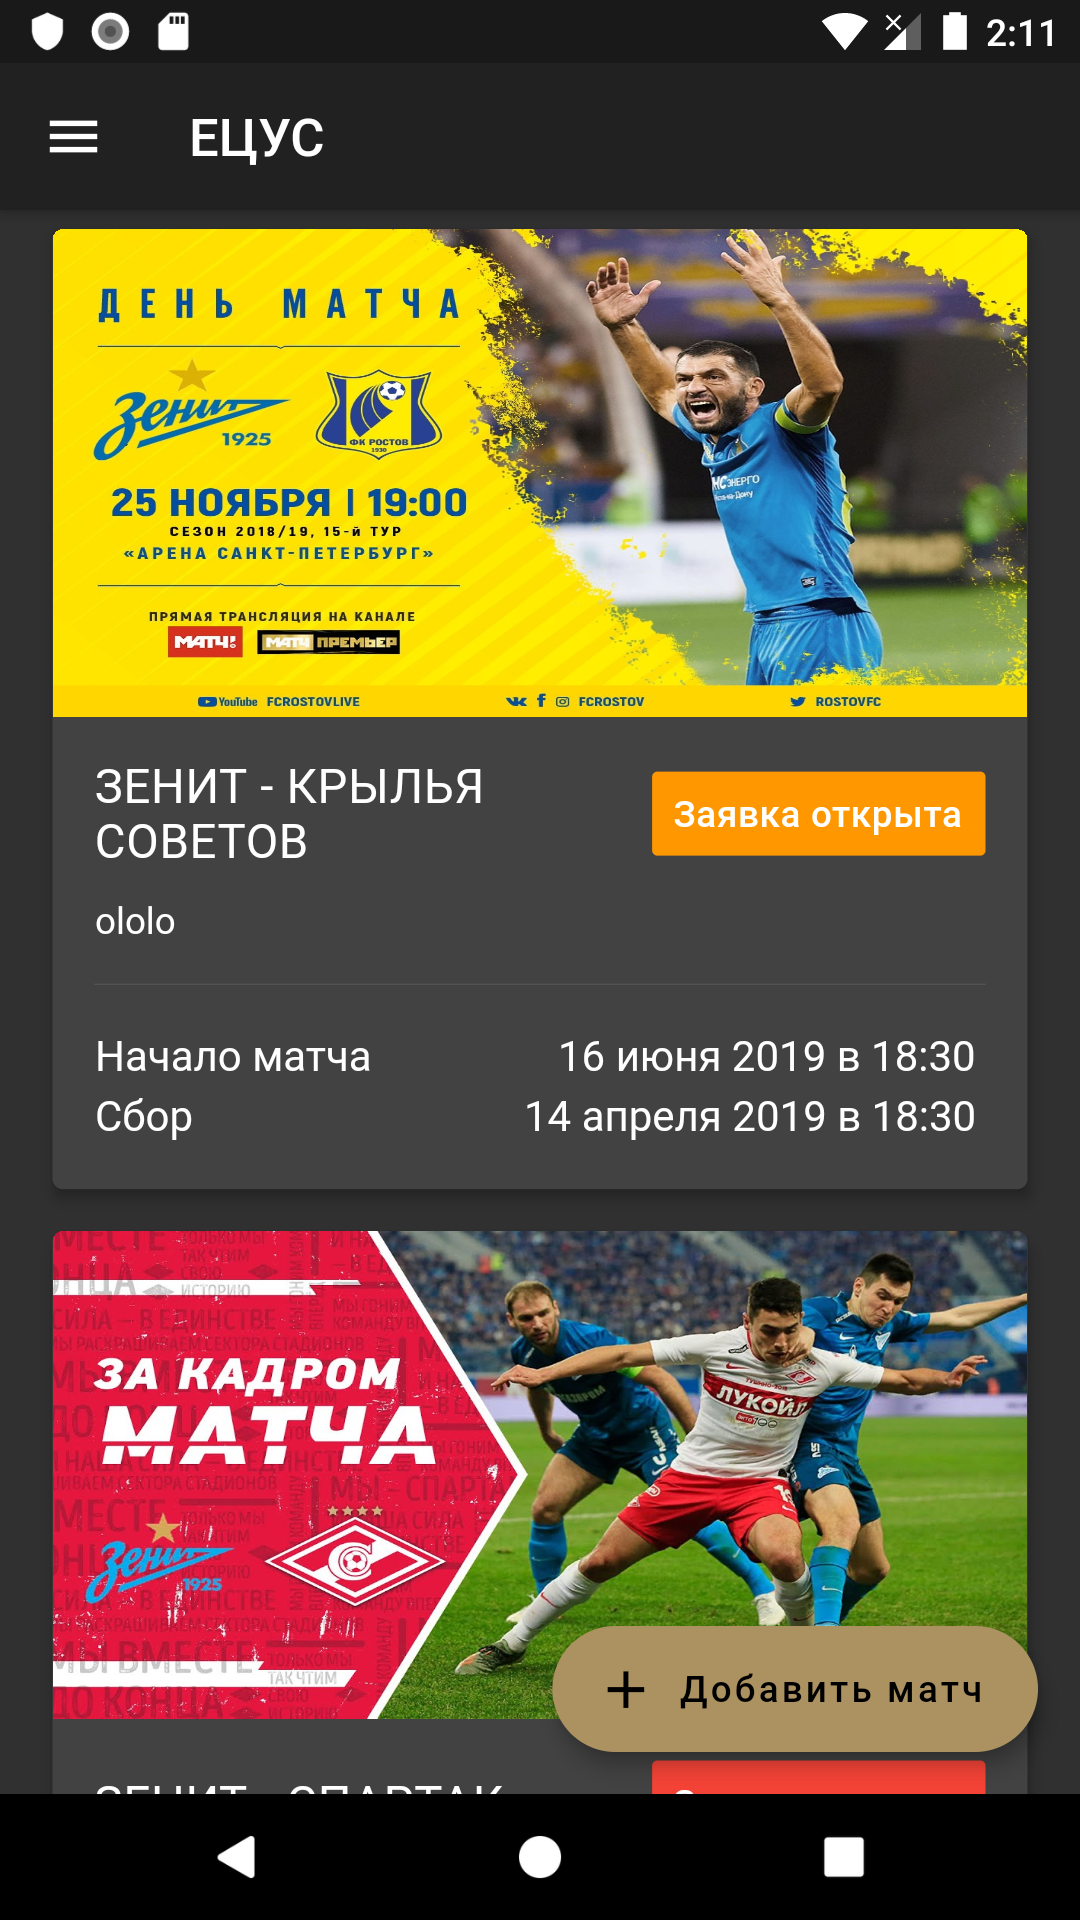 2:11
ЕЦУС
ДЕНЬ МАТЧА
Зенит
1925
ФК РОСТОВ
1930
25 НОЯБРЯ | 19:00
СЕЗОН 2018/19, 15-й ТУР
«АРЕНА САНКТ-ПЕТЕРБУРГ»
ПРЯМАЯ ТРАНСЛЯЦИЯ НА КАНАЛЕ
МАТЧ! МАТЧ ПРЕМЬЕР
YouTube FCROSTOVLIVE FCROSTOV ROSTOVFC
ЗЕНИТ - КРЫЛЬЯ
СОВЕТОВ
Заявка открыта
ololo
Начало матча 16 июня 2019 в 18:30
Сбор 14 апреля 2019 в 18:30
ЗА КАДРОМ
МАТЧА
Зенит
1925
ЛУКОЙЛ
ЗЕНИТ - СПАРТАК
Добавить матч